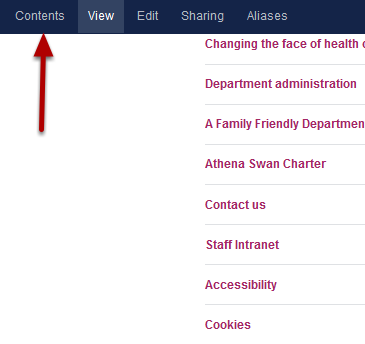 Contents View Edit Sharing Aliases
Changing the face of health
Department administration
A Family Friendly Departmen
Athena Swan Charter
Contact us
Staff Intranet
Accessibility
Cookies